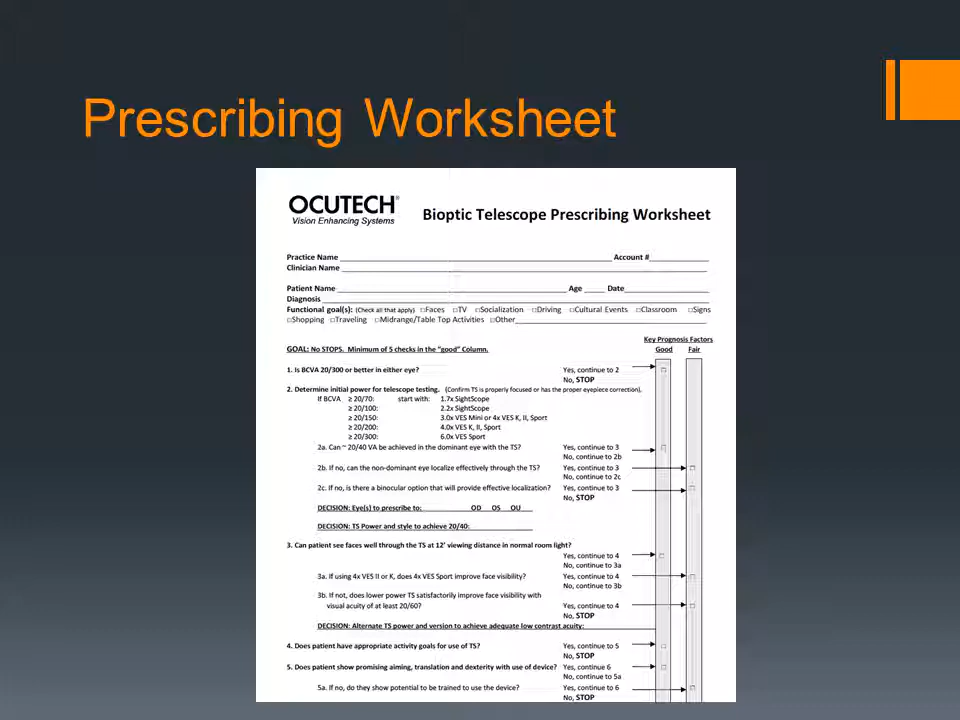 Prescribing Worksheet
OCUTECH®
Vision Enhancing Systems
Bioptic Telescope Prescribing Worksheet
Practice Name ____ Account #____
Clinician Name ____
Patient Name ____ Age ____ Date____
Diagnosis ____
Functional goal(s): (Check all that apply) □Faces □TV □Socialization □Driving □Cultural Events □Classroom □Signs
□Shopping □Traveling □Midrange/Table Top Activities □Other____
Key Prognosis Factors
GOAL: No STOPS. Minimum of 5 checks in the "good" Column. Good Fair
1. Is BCVA 20/300 or better in either eye? Yes, continue to 2 □
No, STOP
2. Determine initial power for telescope testing. (Confirm TS is properly focused or has the proper eyepiece correction).
If BCVA ≥ 20/70: start with: 1.7x SightScope
≥ 20/100: 2.2x SightScope
≥ 20/150: 3.0x VES Mini or 4x VES K, II, Sport
≥ 20/200: 4.0x VES K, II, Sport
≥ 20/300: 6.0x VES Sport
2a. Can ~ 20/40 VA be achieved in the dominant eye with the TS? Yes, continue to 3 □
No, continue to 2b
2b. If no, can the non-dominant eye localize effectively through the TS? Yes, continue to 3 □
No, continue to 2c
2c. If no, is there a binocular option that will provide effective localization? Yes, continue to 3 □
No, STOP
DECISION: Eye(s) to prescribe to:____ OD OS OU____
DECISION: TS Power and style to achieve 20/40: ____
3. Can patient see faces well through the TS at 12' viewing distance in normal room light?
Yes, continue to 4 □
No, continue to 3a
3a. If using 4x VES II or K, does 4x VES Sport improve face visibility? Yes, continue to 4 □
No, continue to 3b
3b. If not, does lower power TS satisfactorily improve face visibility with
visual acuity of at least 20/60? Yes, continue to 4 □
No, STOP
DECISION: Alternate TS power and version to achieve adequate low contrast acuity:____
4. Does patient have appropriate activity goals for use of TS? Yes, continue to 5 □
No, STOP
5. Does patient show promising aiming, translation and dexterity with use of device? Yes, continue 6 □
No, continue to 5a
5a. If no, do they show potential to be trained to use the device? Yes, continue to 6 □
No, STOP